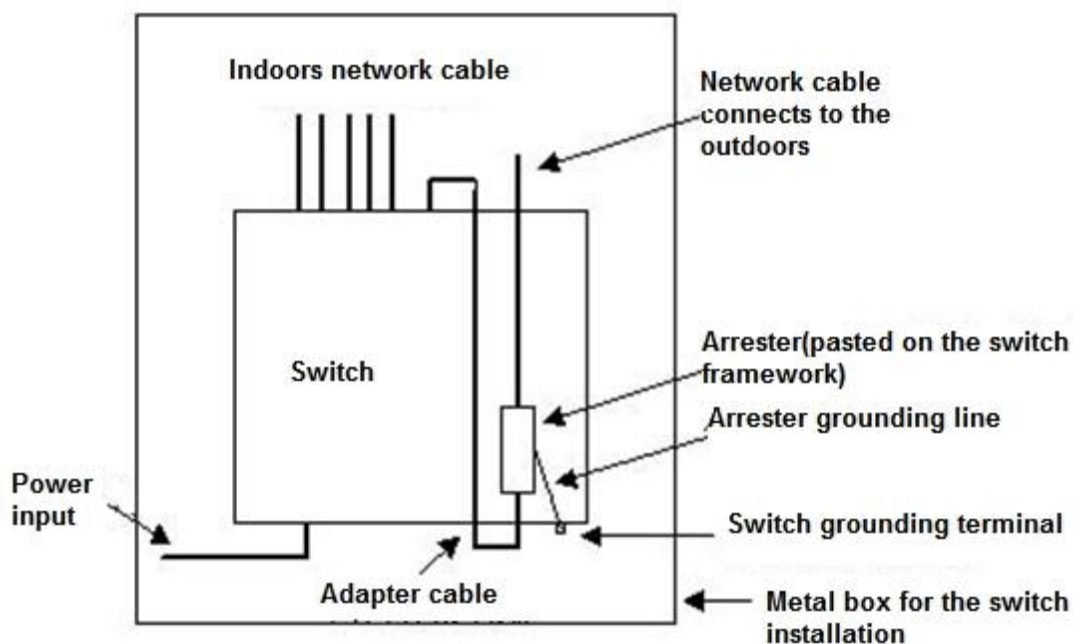 Indoors network cable
Network cable
connects to the
outdoors
Switch
Arrester(pasted on the switch
framework)
Arrester grounding line
Power
input
Switch grounding terminal
Adapter cable
Metal box for the switch
installation